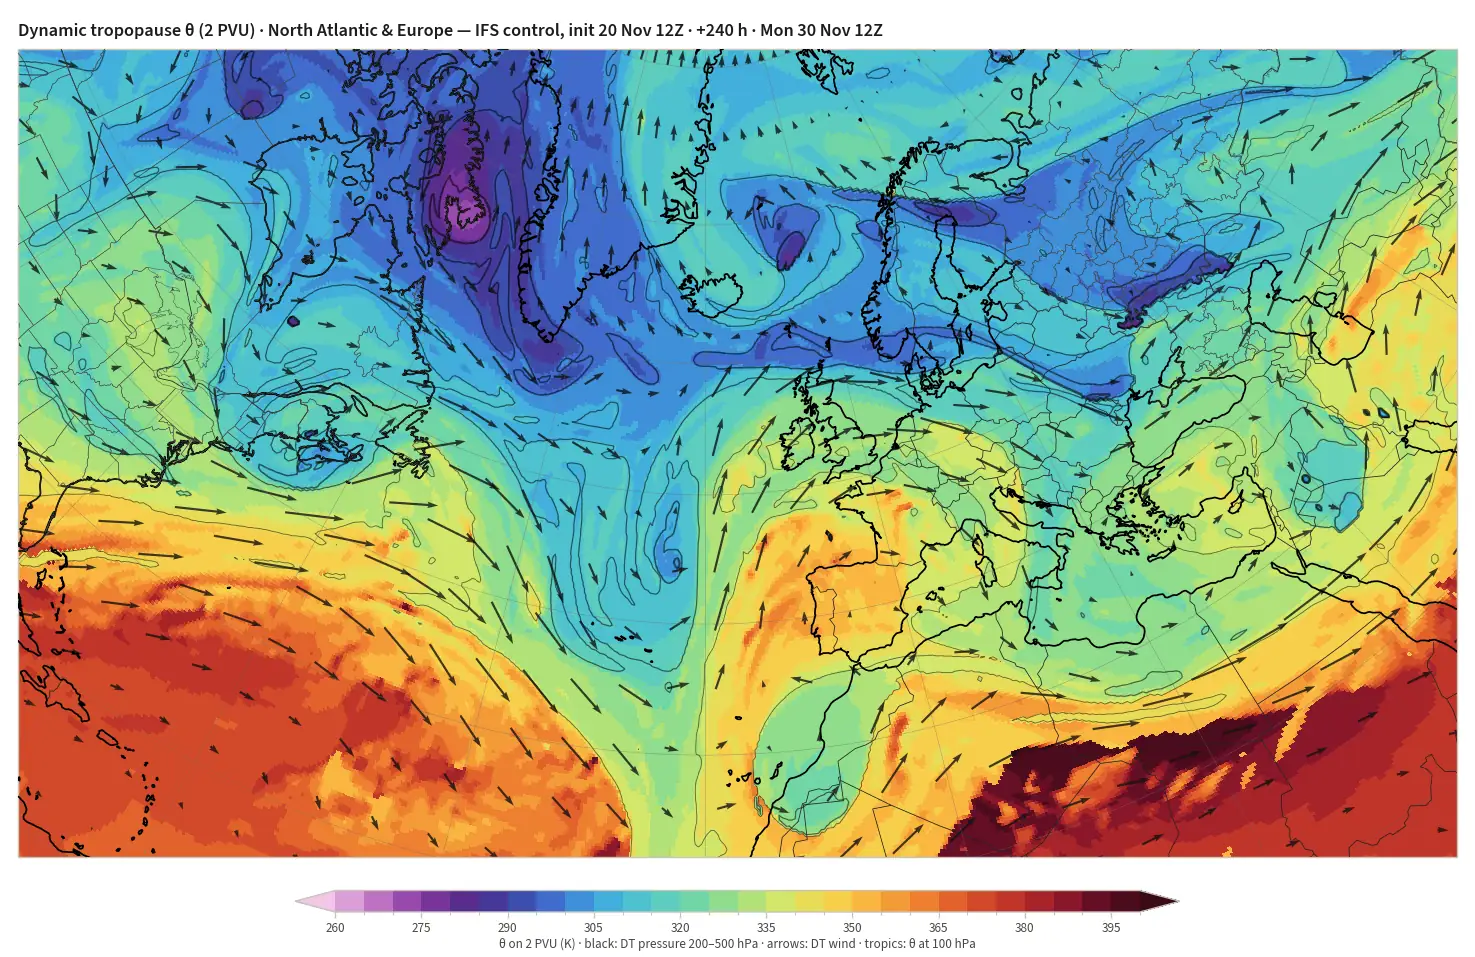 Dynamic tropopause θ (2 PVU) · North Atlantic & Europe — IFS control, init 20 Nov 12Z · +240 h · Mon 30 Nov 12Z
260 275 290 305 320 335 350 365 380 395
θ on 2 PVU (K) · black: DT pressure 200–500 hPa · arrows: DT wind · tropics: θ at 100 hPa